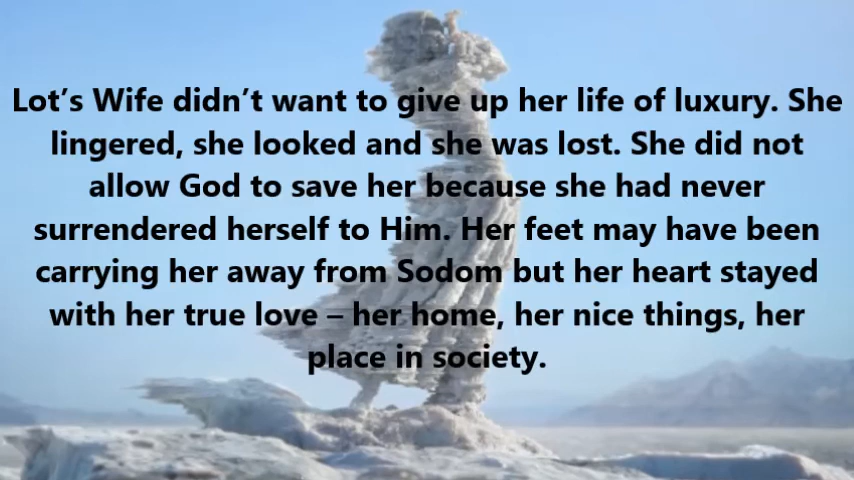 Lot’s Wife didn’t want to give up her life of luxury. She
lingered, she looked and she was lost. She did not
allow God to save her because she had never
surrendered herself to Him. Her feet may have been
carrying her away from Sodom but her heart stayed
with her true love – her home, her nice things, her
place in society.